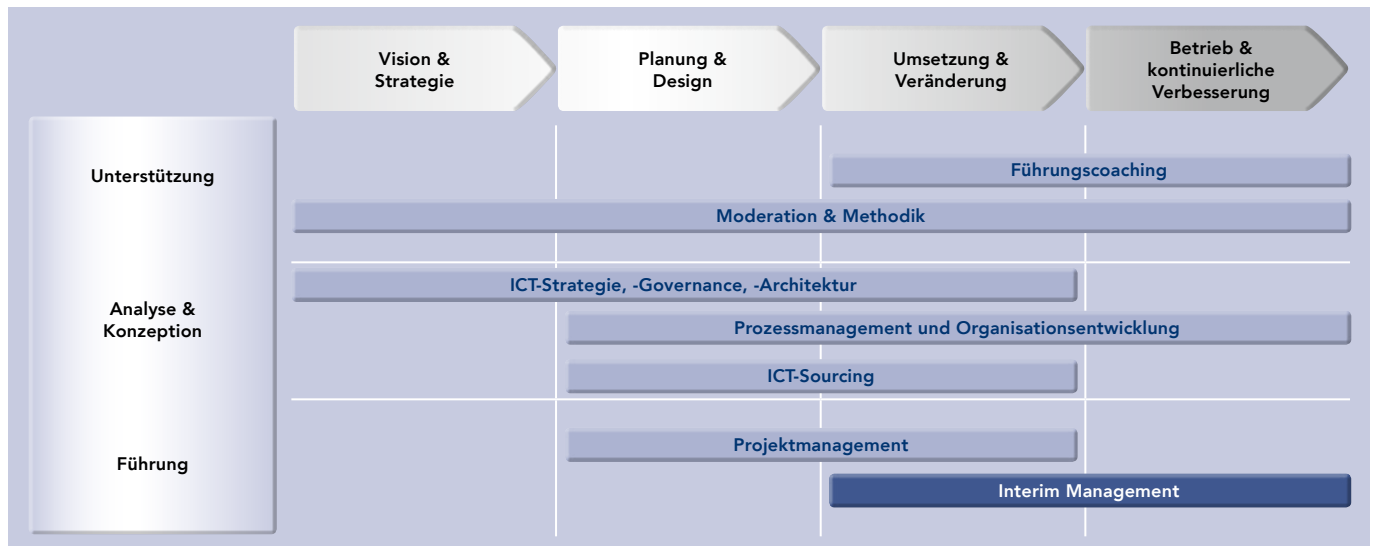 Vision &
Strategie
Planung &
Design
Umsetzung &
Veränderung
Betrieb &
kontinuierliche
Verbesserung
Unterstützung
Führungscoaching
Moderation & Methodik
Analyse &
Konzeption
ICT-Strategie, -Governance, -Architektur
Prozessmanagement und Organisationsentwicklung
ICT-Sourcing
Führung
Projektmanagement
Interim Management